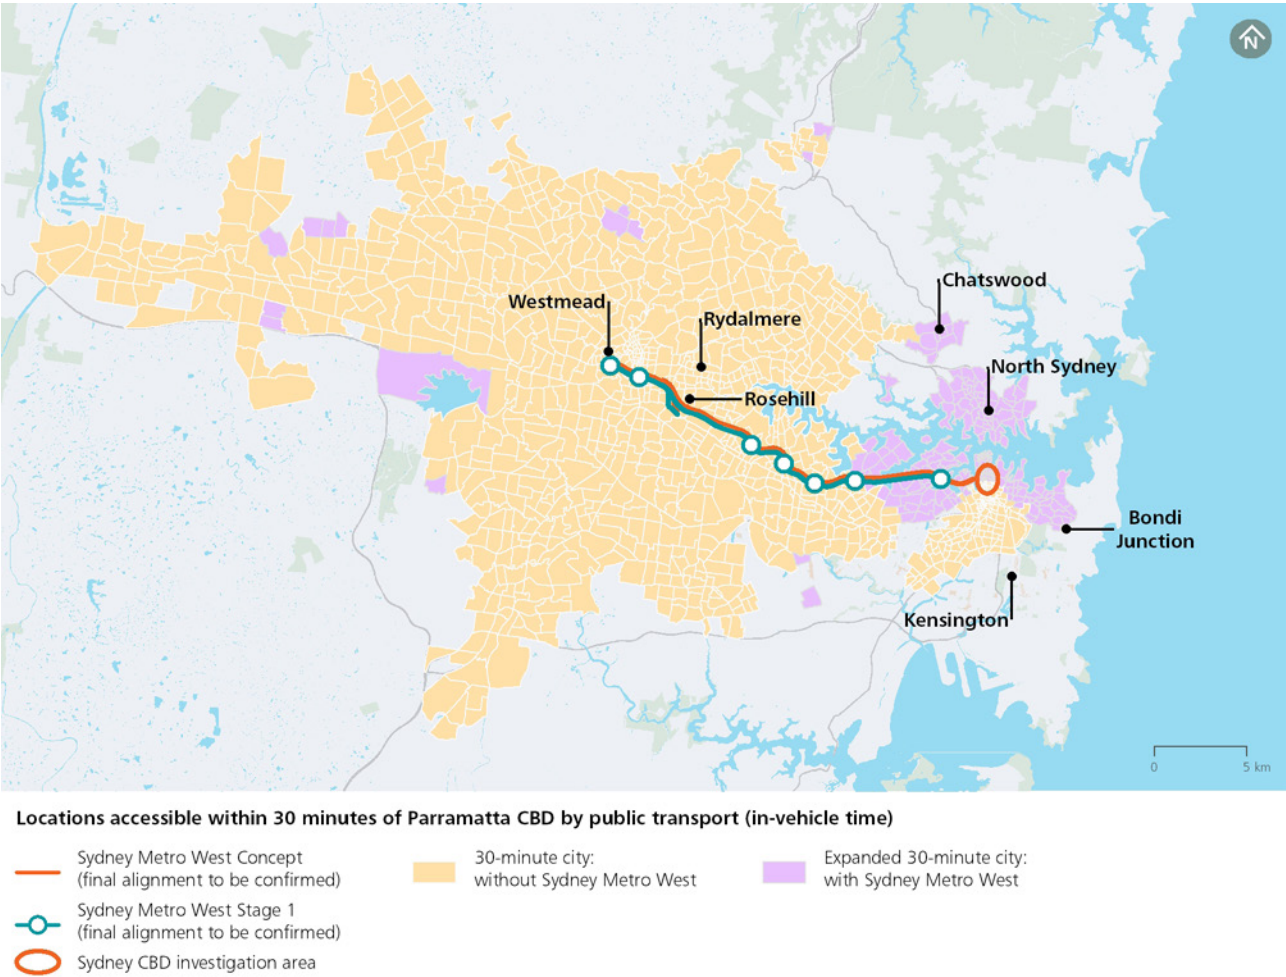 N
Chatswood
Westmead
Rydalmere
North Sydney
Rosehill
Bondi
Junction
Kensington
0 5 km
Locations accessible within 30 minutes of Parramatta CBD by public transport (in-vehicle time)
Sydney Metro West Concept
(final alignment to be confirmed)
30-minute city:
without Sydney Metro West
Expanded 30-minute city:
with Sydney Metro West
Sydney Metro West Stage 1
(final alignment to be confirmed)
Sydney CBD investigation area